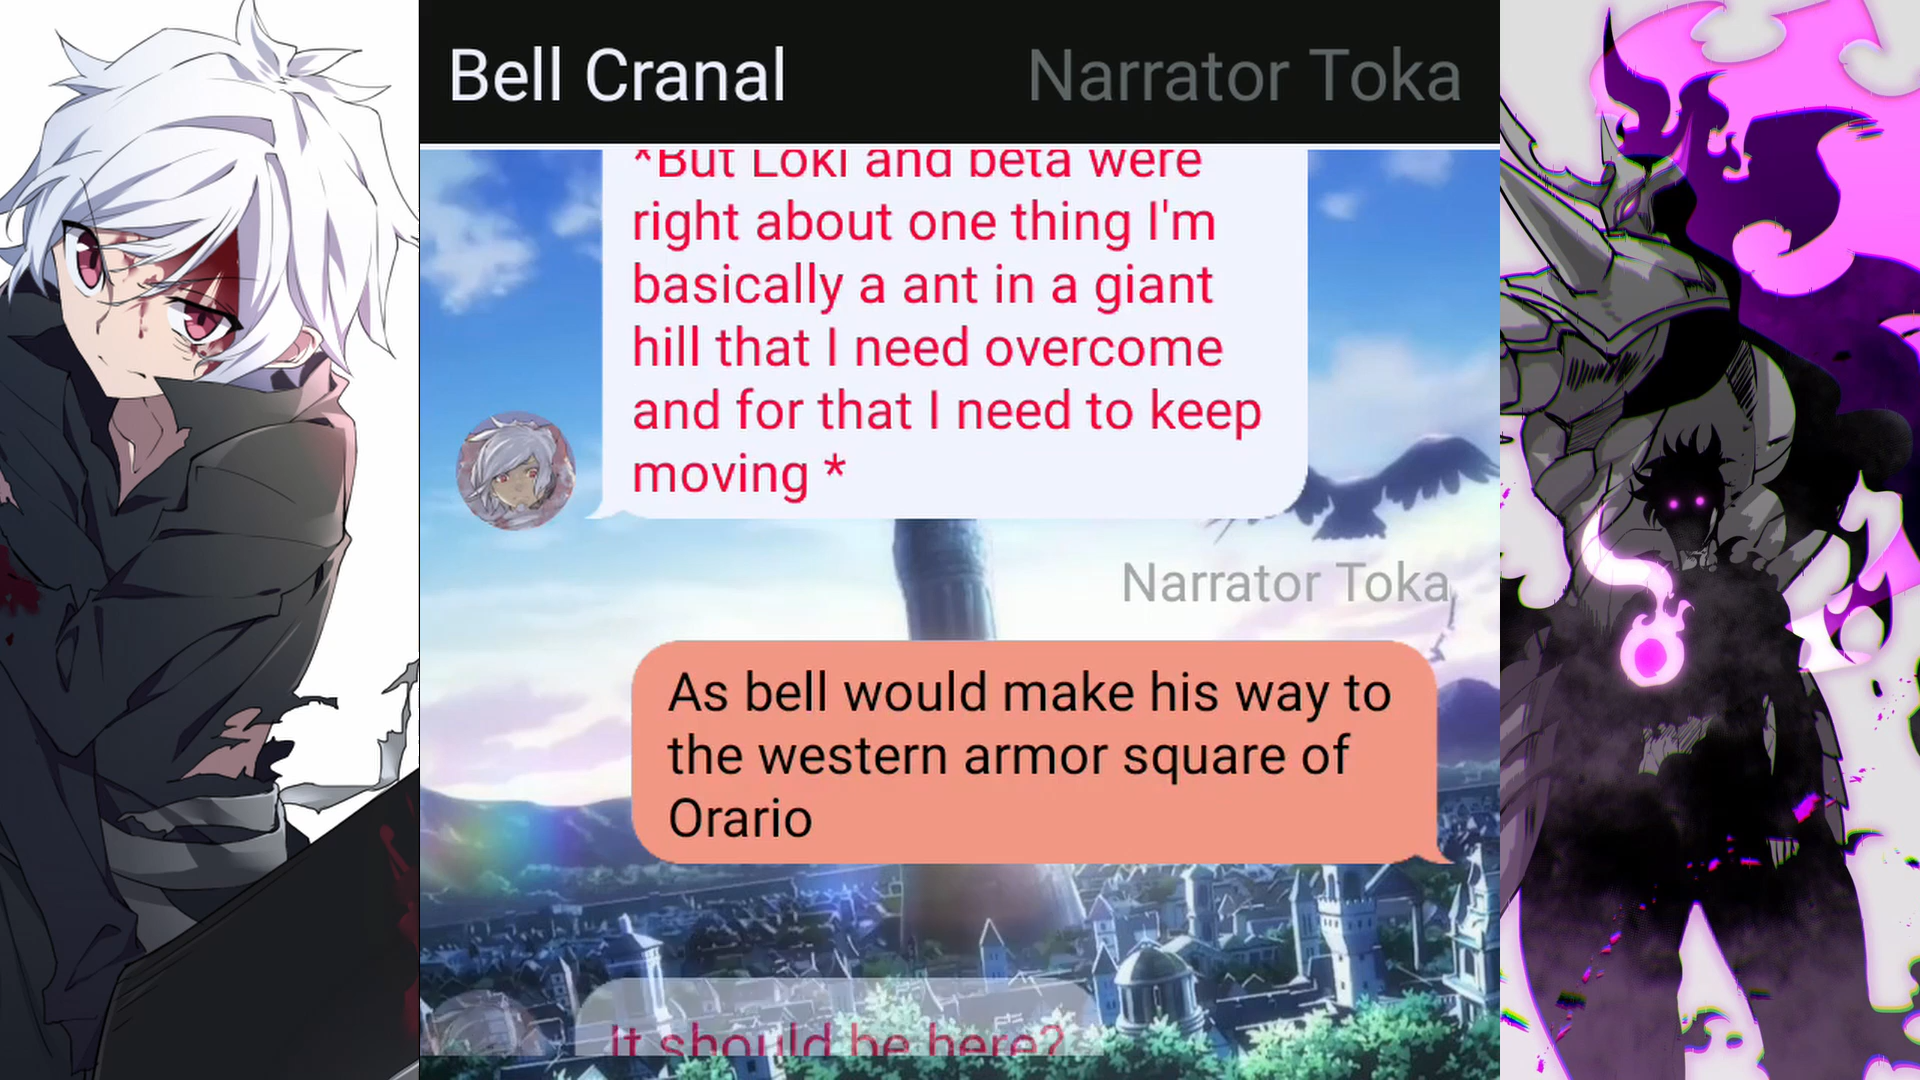 Bell Cranal
Narrator Toka
*But Loki and beta were
right about one thing I'm
basically a ant in a giant
hill that I need overcome
and for that I need to keep
moving *
Narrator Toka
As bell would make his way to
the western armor square of
Orario
It should be here?